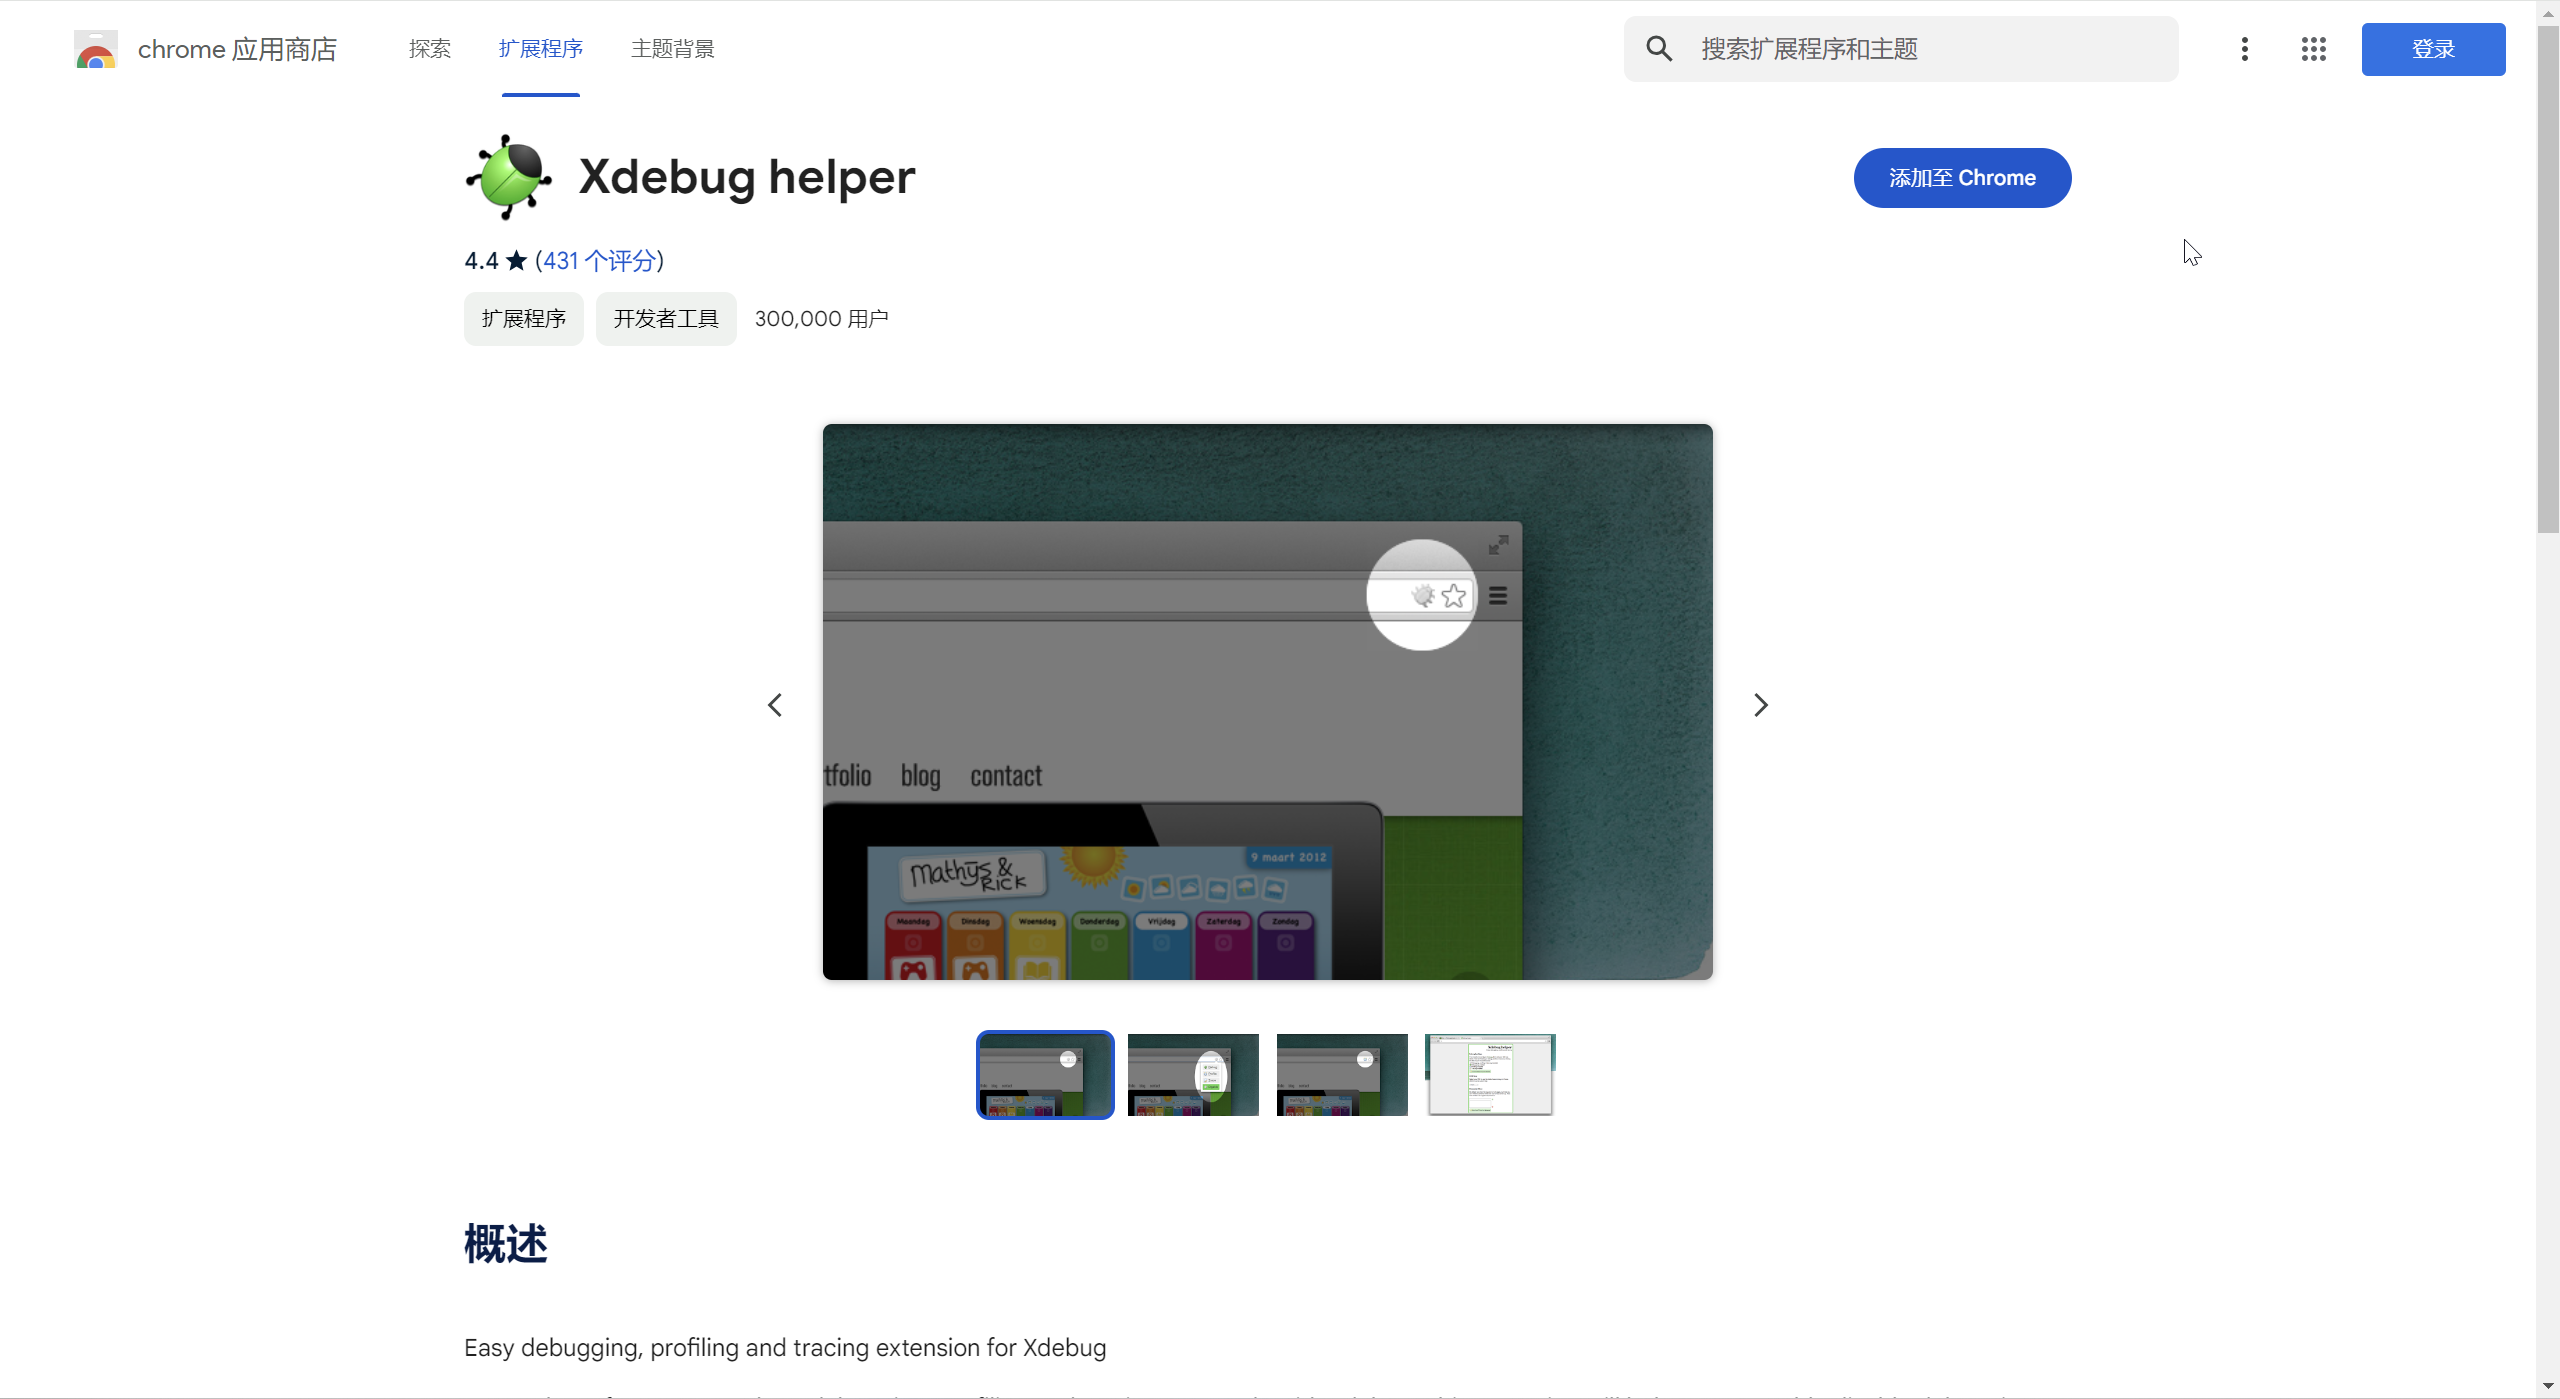 chrome 应用商店
探索
扩展程序
主题背景
搜索扩展程序和主题
登录
Xdebug helper
添加至 Chrome
4.4 ★ (431 个评分)
扩展程序
开发者工具
300,000 用户
tfolio blog contact
Mathys & RICK
9 maart 2012
Maandag Dinsdag Woensdag Donderdag Vrijdag Zaterdag Zondag
概述
Easy debugging, profiling and tracing extension for Xdebug